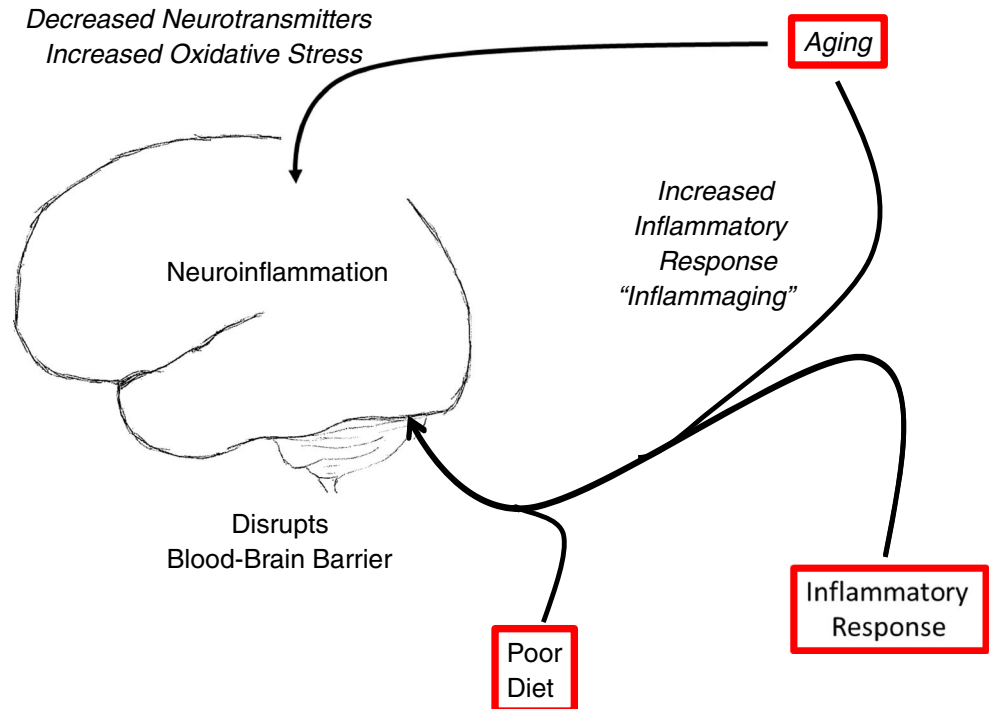 Decreased Neurotransmitters
Increased Oxidative Stress
Aging
Increased
Inflammatory
Response
“Inflammaging”
Neuroinflammation
Disrupts
Blood-Brain Barrier
Inflammatory
Response
Poor
Diet